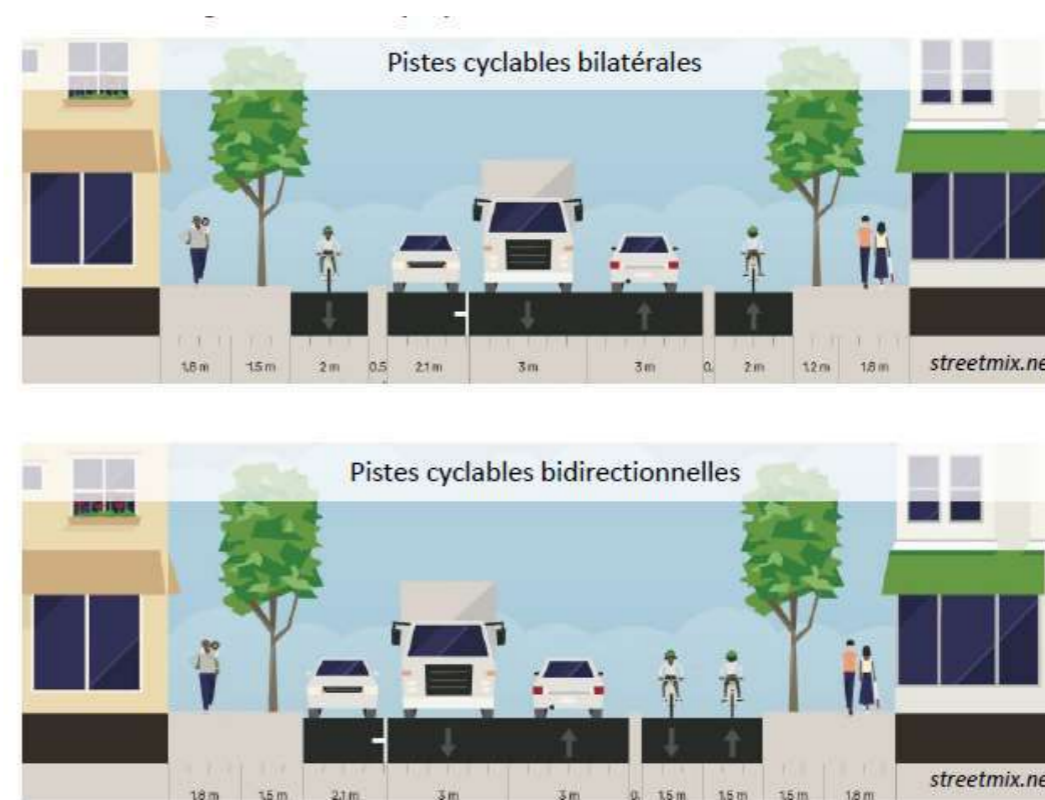 Pistes cyclables bilatérales
1.8 m 1.5 m 2 m 0.5 2.1 m 3 m 3 m 0. 2 m 1.2 m 1.8 m
streetmix.ne
Pistes cyclables bidirectionnelles
1.8 m 1.5 m 2.1 m 3 m 3 m 0. 1.5 m 1.5 m 1.5 m 1.8 m
streetmix.ne